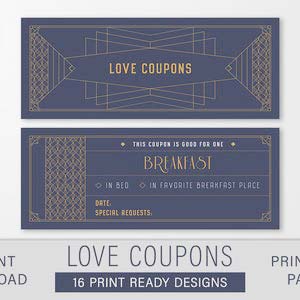 LOVE COUPONS
◆ THIS COUPON IS GOOD FOR ONE ◆
BREAKFAST
◇ IN BED ◇ IN FAVORITE BREAKFAST PLACE
DATE:
SPECIAL REQUESTS:
LOVE COUPONS
16 PRINT READY DESIGNS